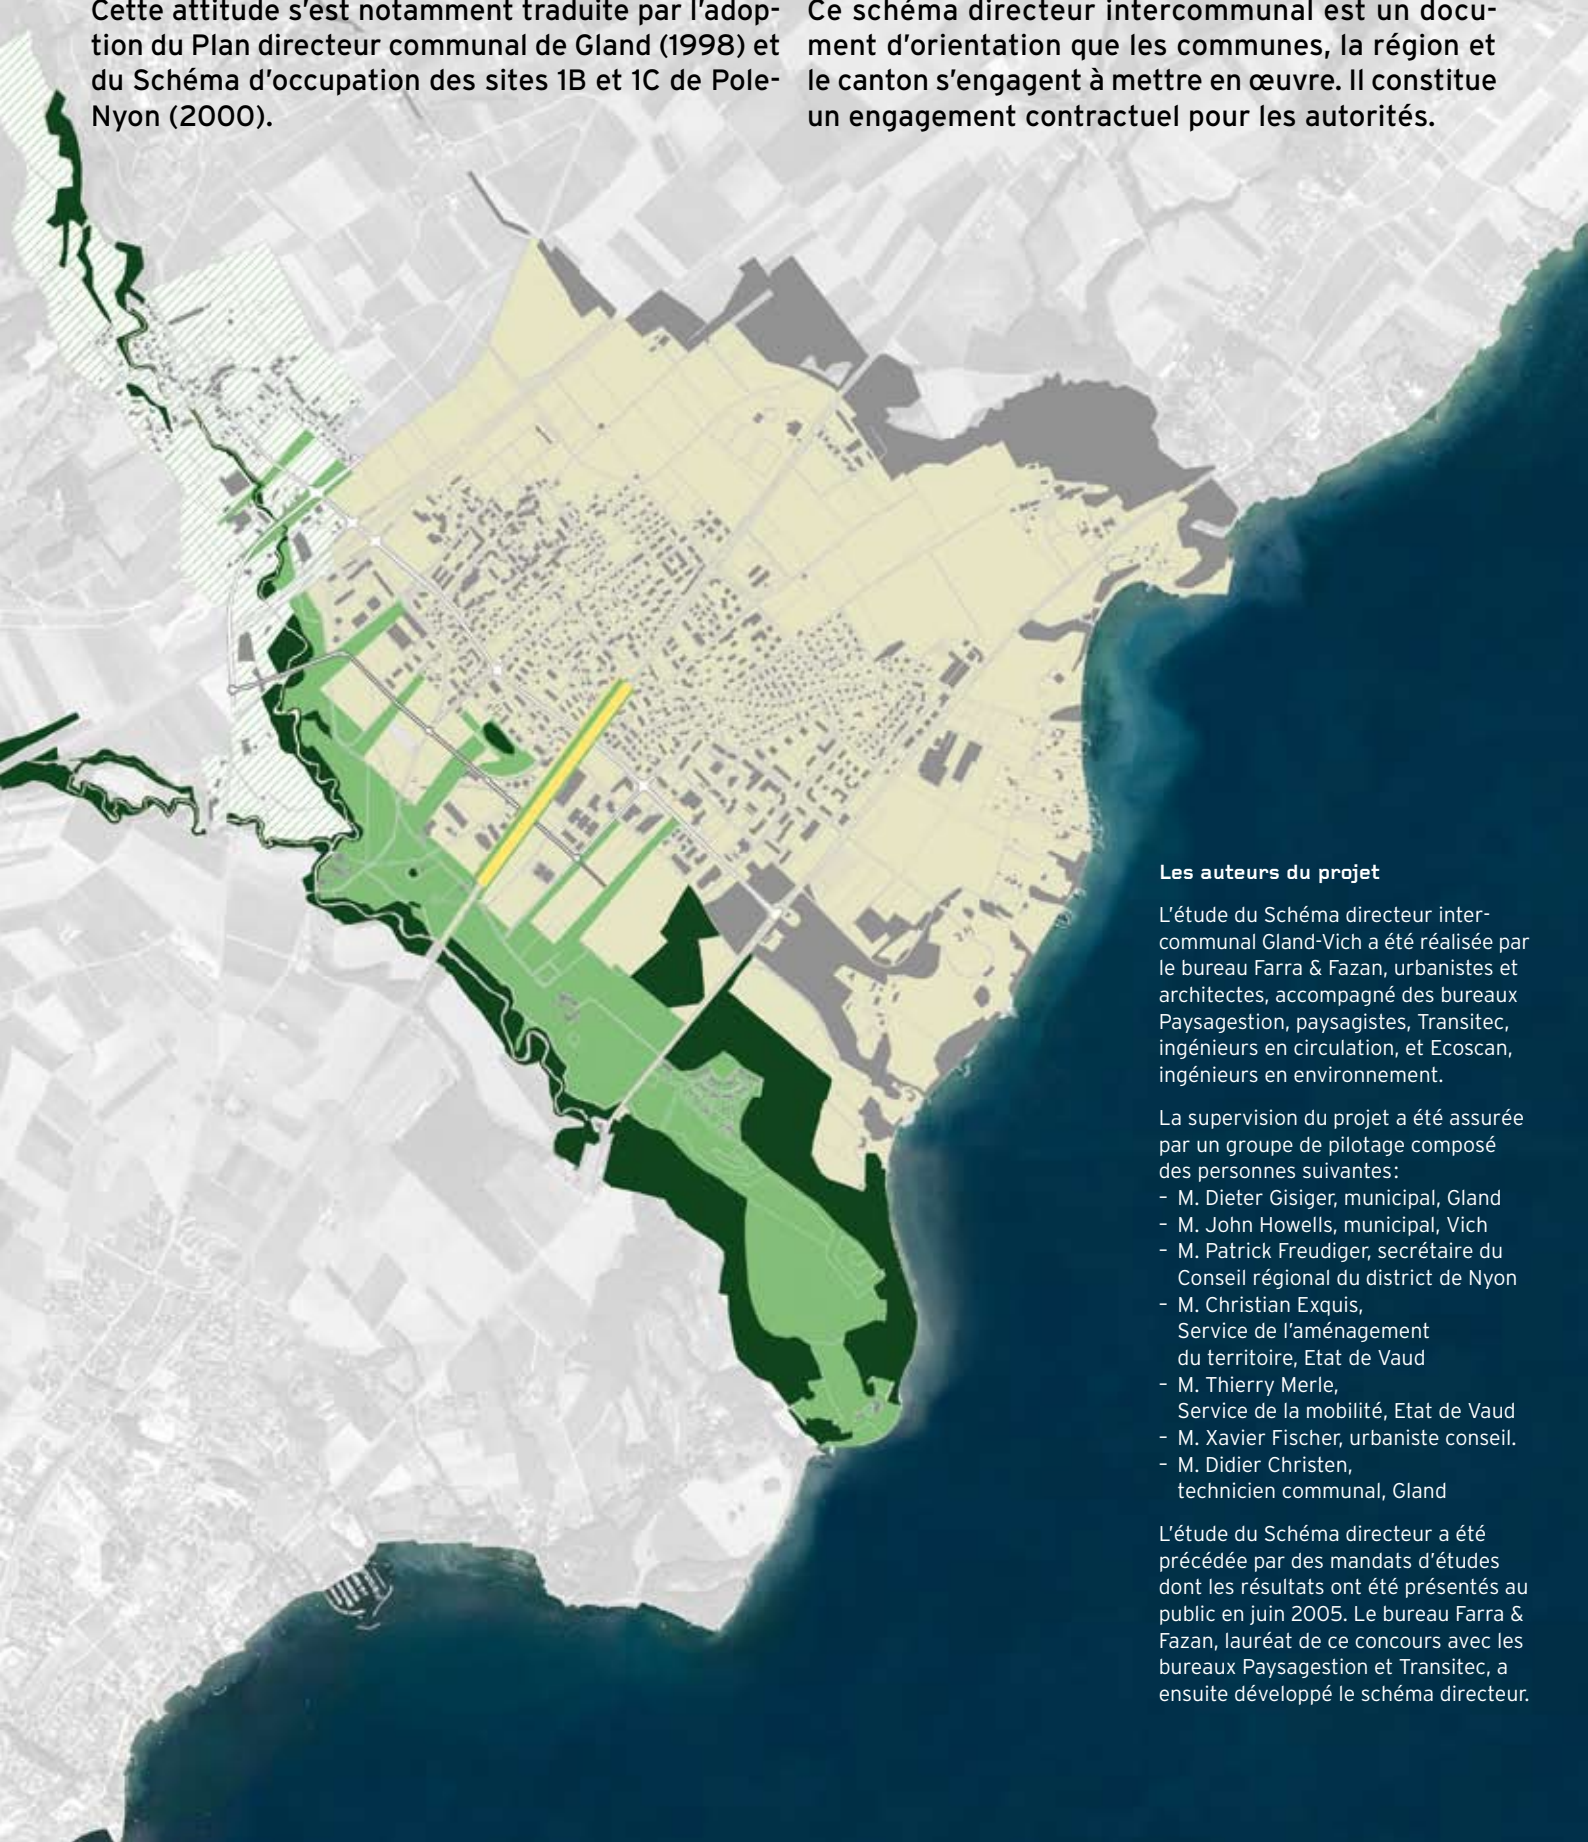 Cette attitude s'est notamment traduite par l'adop-
tion du Plan directeur communal de Gland (1998) et
du Schéma d'occupation des sites 1B et 1C de Pole-
Nyon (2000).
Ce schéma directeur intercommunal est un docu-
ment d'orientation que les communes, la région et
le canton s'engagent à mettre en œuvre. Il constitue
un engagement contractuel pour les autorités.
Les auteurs du projet
L'étude du Schéma directeur inter-
communal Gland-Vich a été réalisée par
le bureau Farra & Fazan, urbanistes et
architectes, accompagné des bureaux
Paysagestion, paysagistes, Transitec,
ingénieurs en circulation, et Ecoscan,
ingénieurs en environnement.
La supervision du projet a été assurée
par un groupe de pilotage composé
des personnes suivantes:
– M. Dieter Gisiger, municipal, Gland
– M. John Howells, municipal, Vich
– M. Patrick Freudiger, secrétaire du
Conseil régional du district de Nyon
– M. Christian Exquis,
Service de l'aménagement
du territoire, Etat de Vaud
– M. Thierry Merle,
Service de la mobilité, Etat de Vaud
– M. Xavier Fischer, urbaniste conseil.
– M. Didier Christen,
technicien communal, Gland
L'étude du Schéma directeur a été
précédée par des mandats d'études
dont les résultats ont été présentés au
public en juin 2005. Le bureau Farra &
Fazan, lauréat de ce concours avec les
bureaux Paysagestion et Transitec, a
ensuite développé le schéma directeur.